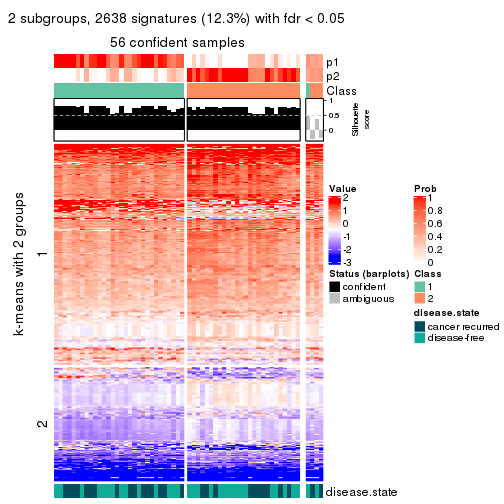 2 subgroups, 2638 signatures (12.3%) with fdr < 0.05
56 confident samples
p1
p2
Class
1
0.5
0
Silhouette
score
k-means with 2 groups
1
2
Value
2
1
0
-1
-2
-3
Prob
1
0.8
0.6
0.4
0.2
0
Status (barplots)
confident
ambiguous
Class
1
2
disease.state
cancer recurred
disease-free
disease.state